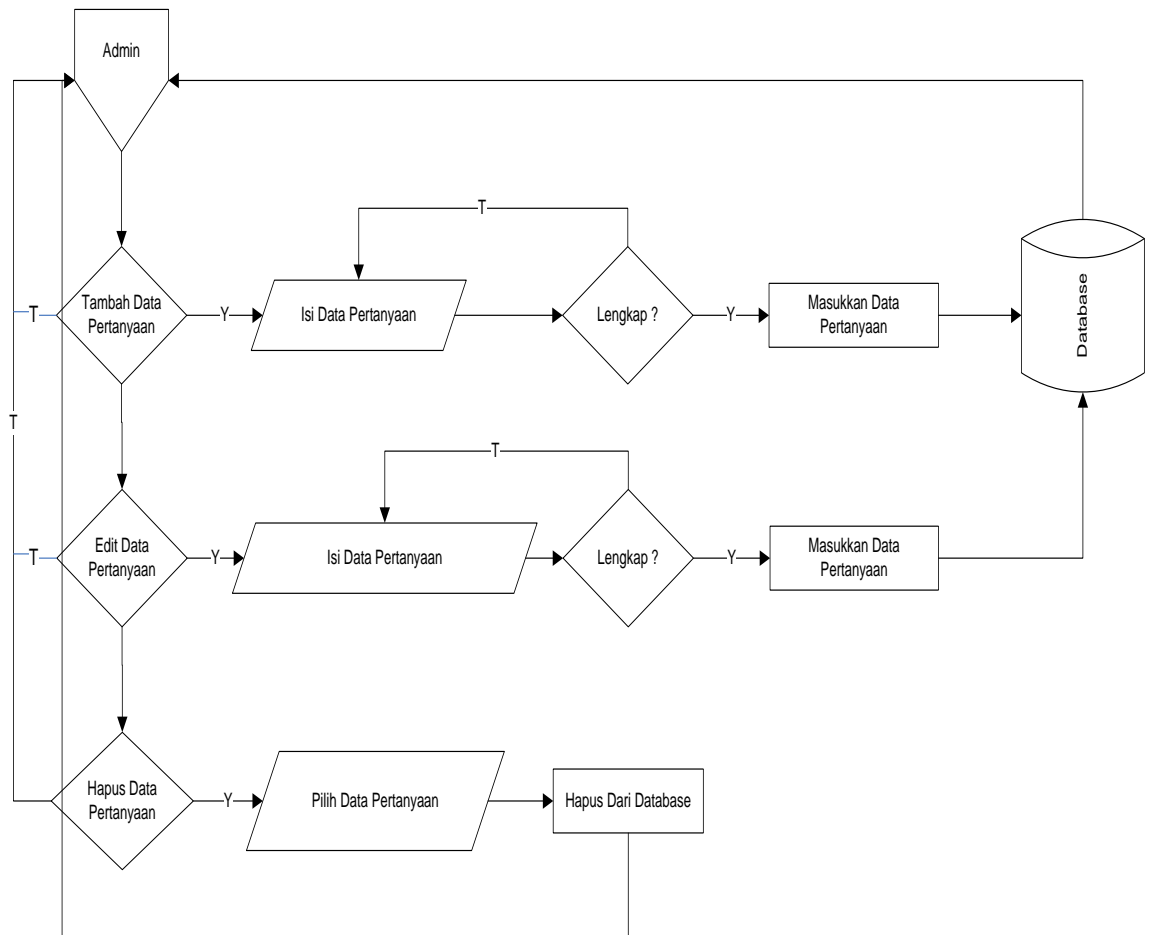 Admin
T
Tambah Data
Pertanyaan
T
Y
Isi Data Pertanyaan
Lengkap ?
Y
Masukkan Data
Pertanyaan
Database
T
T
Edit Data
Pertanyaan
T
Y
Isi Data Pertanyaan
Lengkap ?
Y
Masukkan Data
Pertanyaan
Hapus Data
Pertanyaan
Y
Pilih Data Pertanyaan
Hapus Dari Database